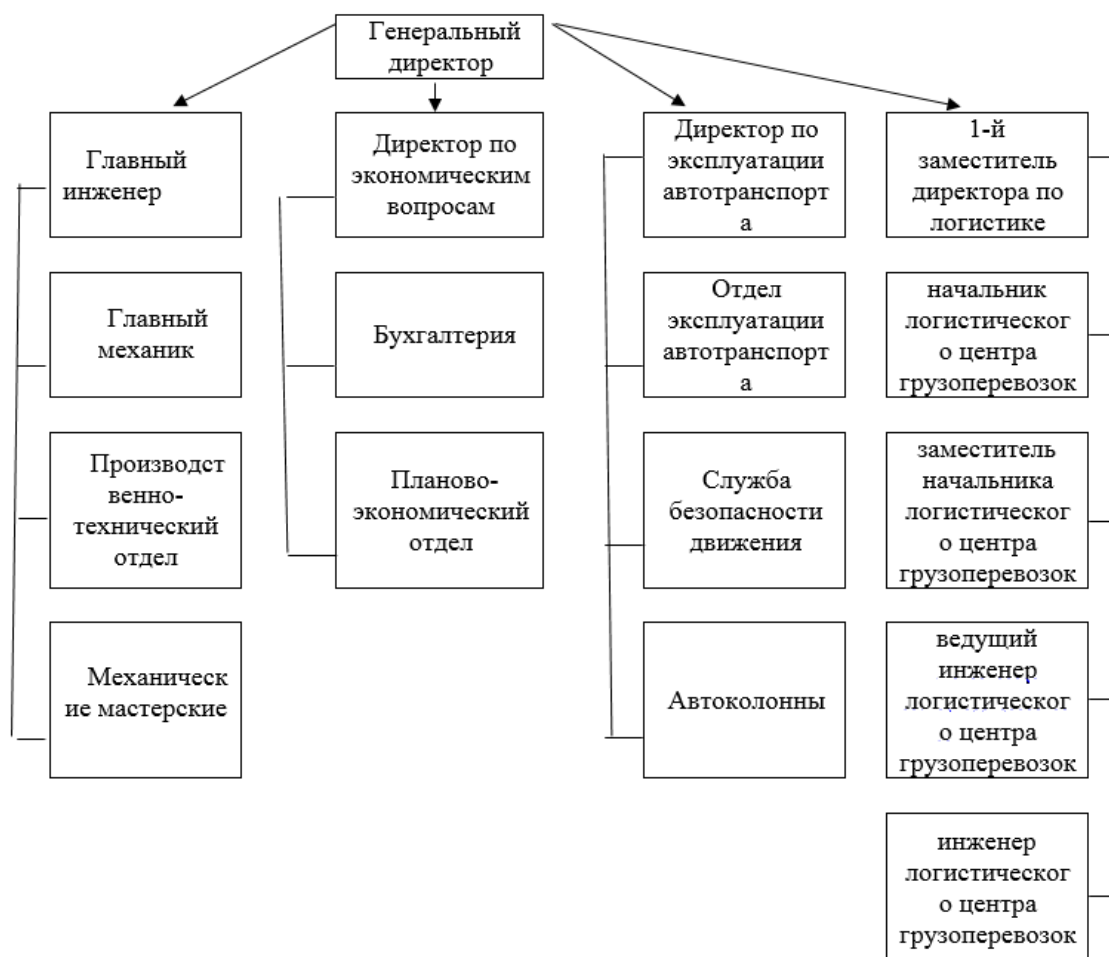 Генеральный
директор
Главный
инженер
Директор по
экономическим
вопросам
Директор по
эксплуатации
автотранспорт
а
1-й
заместитель
директора по
логистике
Главный
механик
Бухгалтерия
Отдел
эксплуатации
автотранспорт
а
начальник
логистическог
о центра
грузоперевозок
Производст
венно-
технический
отдел
Планово-
экономический
отдел
Служба
безопасности
движения
заместитель
начальника
логистическог
о центра
грузоперевозок
Механическ
ие мастерские
Автоколонны
ведущий
инженер
логистическог
о центра
грузоперевозок
инженер
логистическог
о центра
грузоперевозок